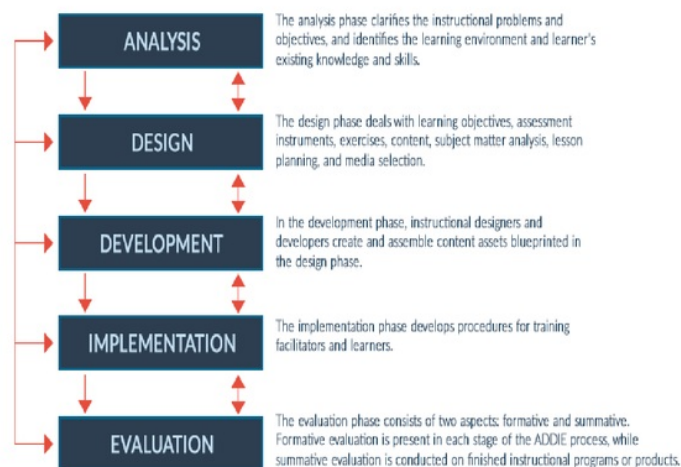 ANALYSIS
The analysis phase clarifies the instructional problems and
objectives, and identifies the learning environment and learner's
existing knowledge and skills.
DESIGN
The design phase deals with learning objectives, assessment
instruments, exercises, content, subject matter analysis, lesson
planning, and media selection.
DEVELOPMENT
In the development phase, instructional designers and
developers create and assemble content assets blueprinted in
the design phase.
IMPLEMENTATION
The implementation phase develops procedures for training
facilitators and learners.
EVALUATION
The evaluation phase consists of two aspects: formative and summative.
Formative evaluation is present in each stage of the ADDIE process, while
summative evaluation is conducted on finished instructional programs or products.